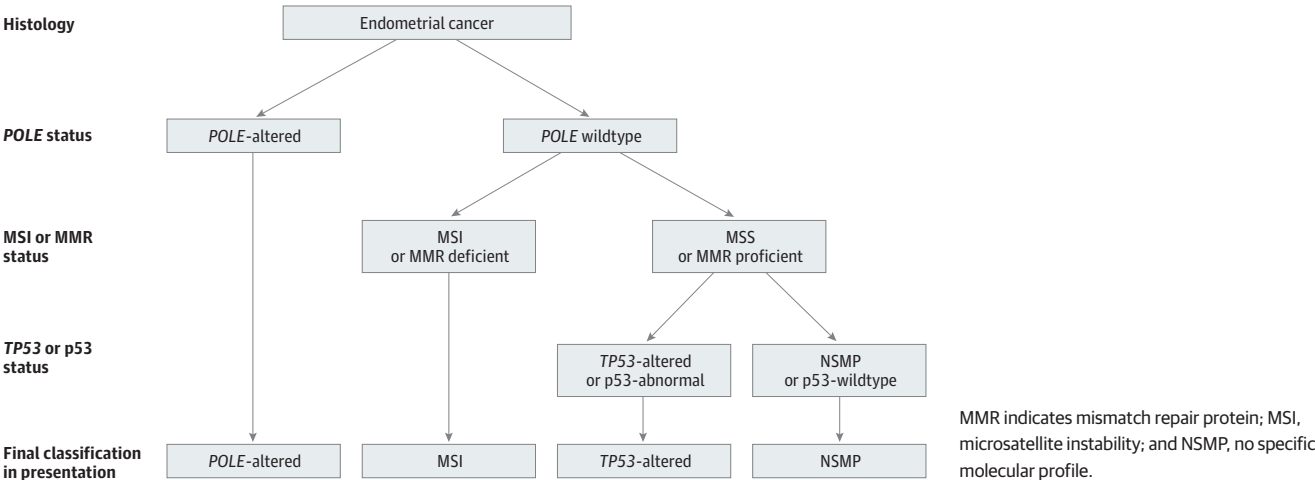 Histology
Endometrial cancer
POLE status
POLE-altered
POLE wildtype
MSI or MMR
status
MSI
or MMR deficient
MSS
or MMR proficient
TP53 or p53
status
TP53-altered
or p53-abnormal
NSMP
or p53-wildtype
Final classification
in presentation
POLE-altered
MSI
TP53-altered
NSMP
MMR indicates mismatch repair protein; MSI,
microsatellite instability; and NSMP, no specific
molecular profile.